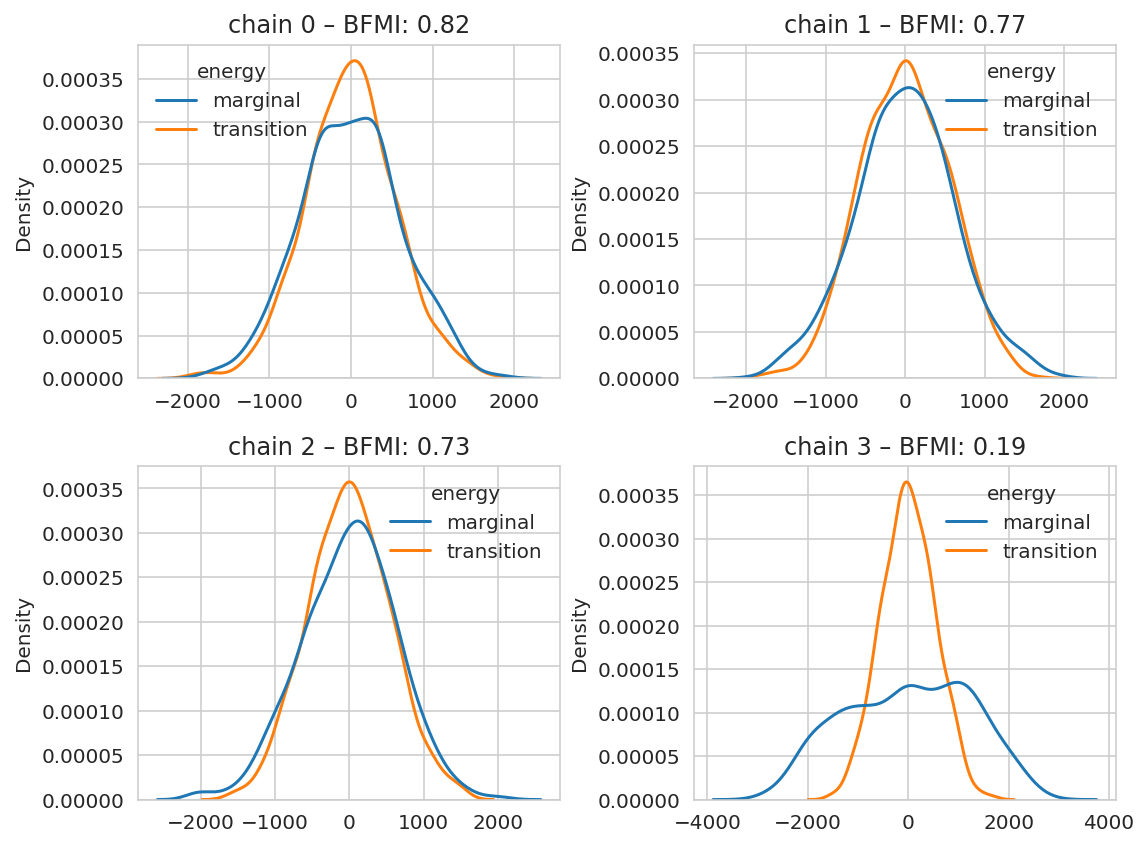 chain 0 – BFMI: 0.82
energy
marginal
transition
Density
0.00035
0.00030
0.00025
0.00020
0.00015
0.00010
0.00005
0.00000
−2000 −1000 0 1000 2000
chain 1 – BFMI: 0.77
energy
marginal
transition
Density
0.00035
0.00030
0.00025
0.00020
0.00015
0.00010
0.00005
0.00000
−2000 −1000 0 1000 2000
chain 2 – BFMI: 0.73
energy
marginal
transition
Density
0.00035
0.00030
0.00025
0.00020
0.00015
0.00010
0.00005
0.00000
−2000 −1000 0 1000 2000
chain 3 – BFMI: 0.19
energy
marginal
transition
Density
0.00035
0.00030
0.00025
0.00020
0.00015
0.00010
0.00005
0.00000
−4000 −2000 0 2000 4000